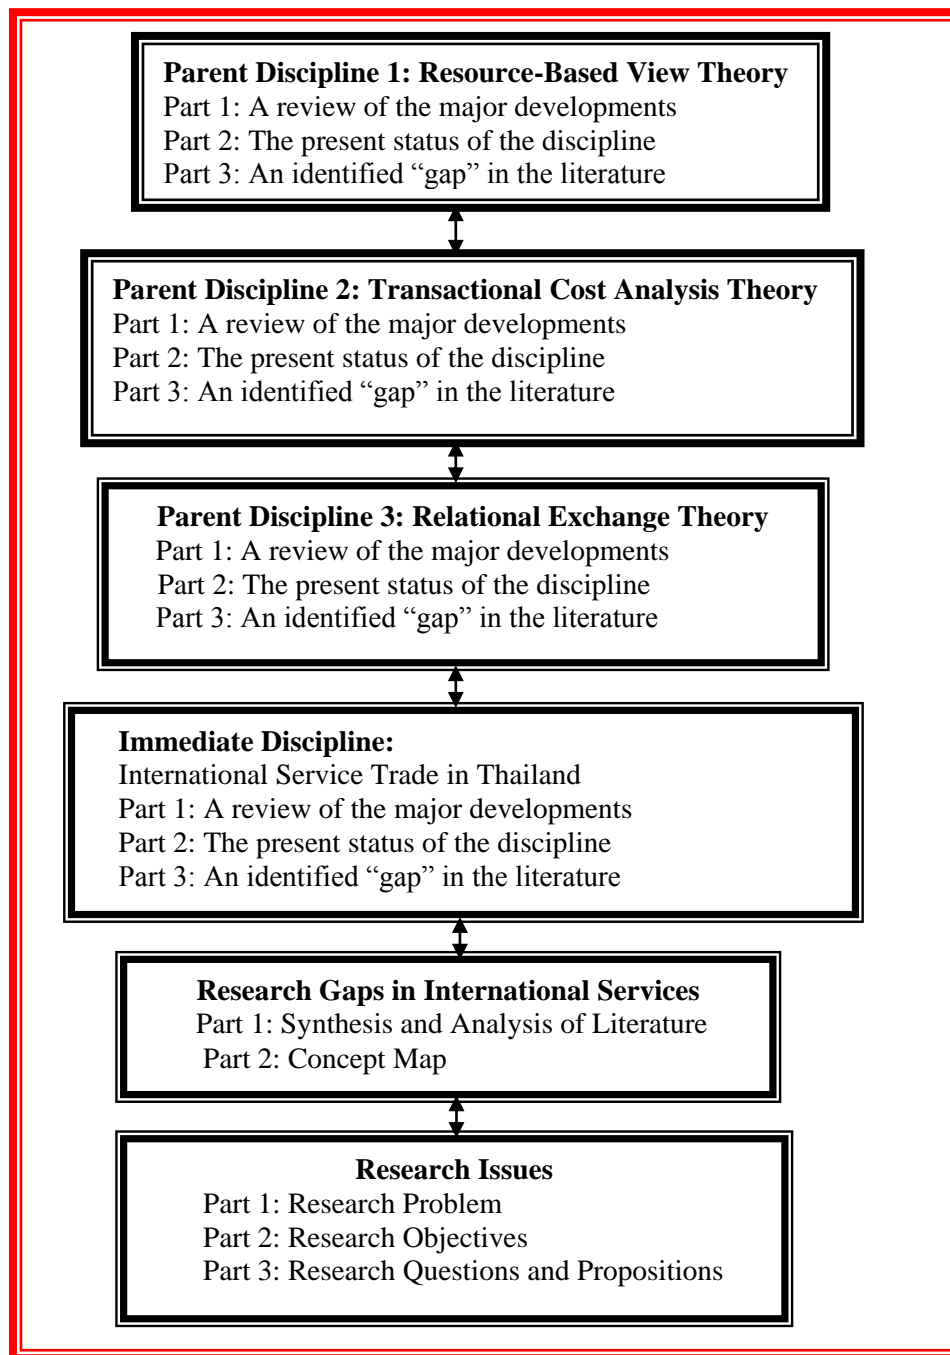 Parent Discipline 1: Resource-Based View Theory
Part 1: A review of the major developments
Part 2: The present status of the discipline
Part 3: An identified “gap” in the literature
Parent Discipline 2: Transactional Cost Analysis Theory
Part 1: A review of the major developments
Part 2: The present status of the discipline
Part 3: An identified “gap” in the literature
Parent Discipline 3: Relational Exchange Theory
Part 1: A review of the major developments
Part 2: The present status of the discipline
Part 3: An identified “gap” in the literature
Immediate Discipline:
International Service Trade in Thailand
Part 1: A review of the major developments
Part 2: The present status of the discipline
Part 3: An identified “gap” in the literature
Research Gaps in International Services
Part 1: Synthesis and Analysis of Literature
Part 2: Concept Map
Research Issues
Part 1: Research Problem
Part 2: Research Objectives
Part 3: Research Questions and Propositions